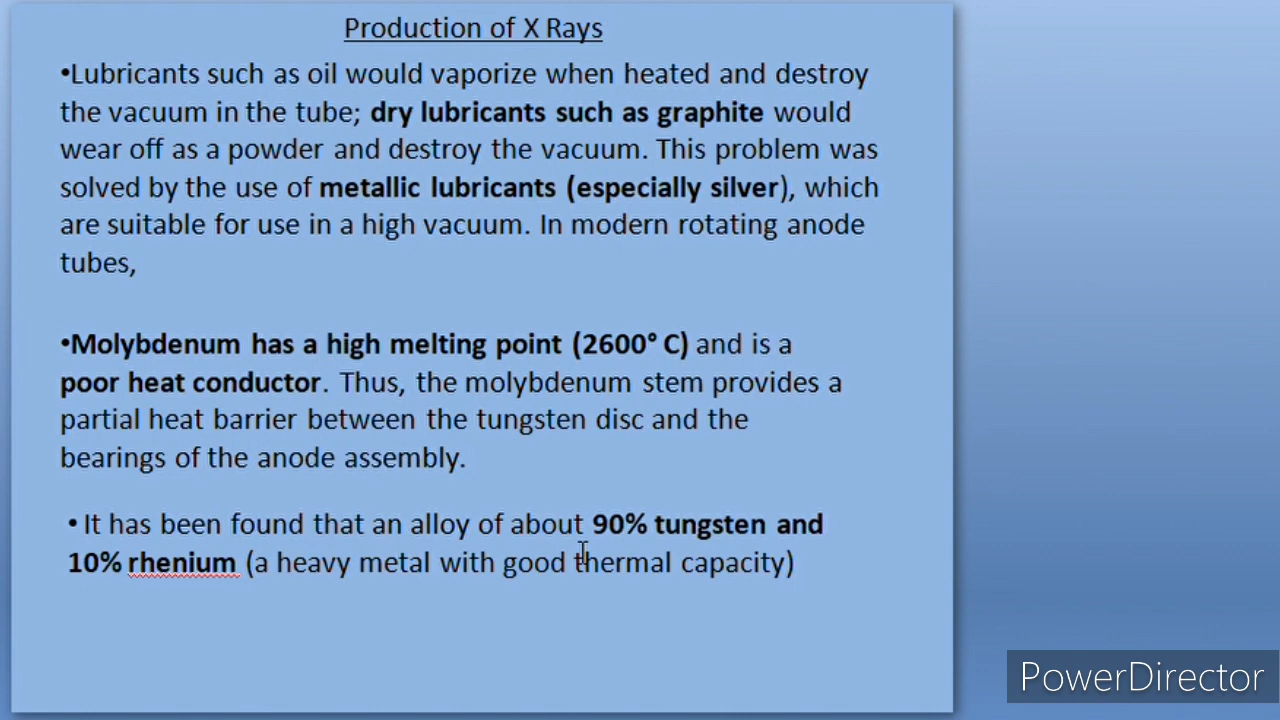 Production of X Rays
•Lubricants such as oil would vaporize when heated and destroy
the vacuum in the tube; dry lubricants such as graphite would
wear off as a powder and destroy the vacuum. This problem was
solved by the use of metallic lubricants (especially silver), which
are suitable for use in a high vacuum. In modern rotating anode
tubes,
•Molybdenum has a high melting point (2600° C) and is a
poor heat conductor. Thus, the molybdenum stem provides a
partial heat barrier between the tungsten disc and the
bearings of the anode assembly.
• It has been found that an alloy of about 90% tungsten and
10% rhenium (a heavy metal with good thermal capacity)
PowerDirector